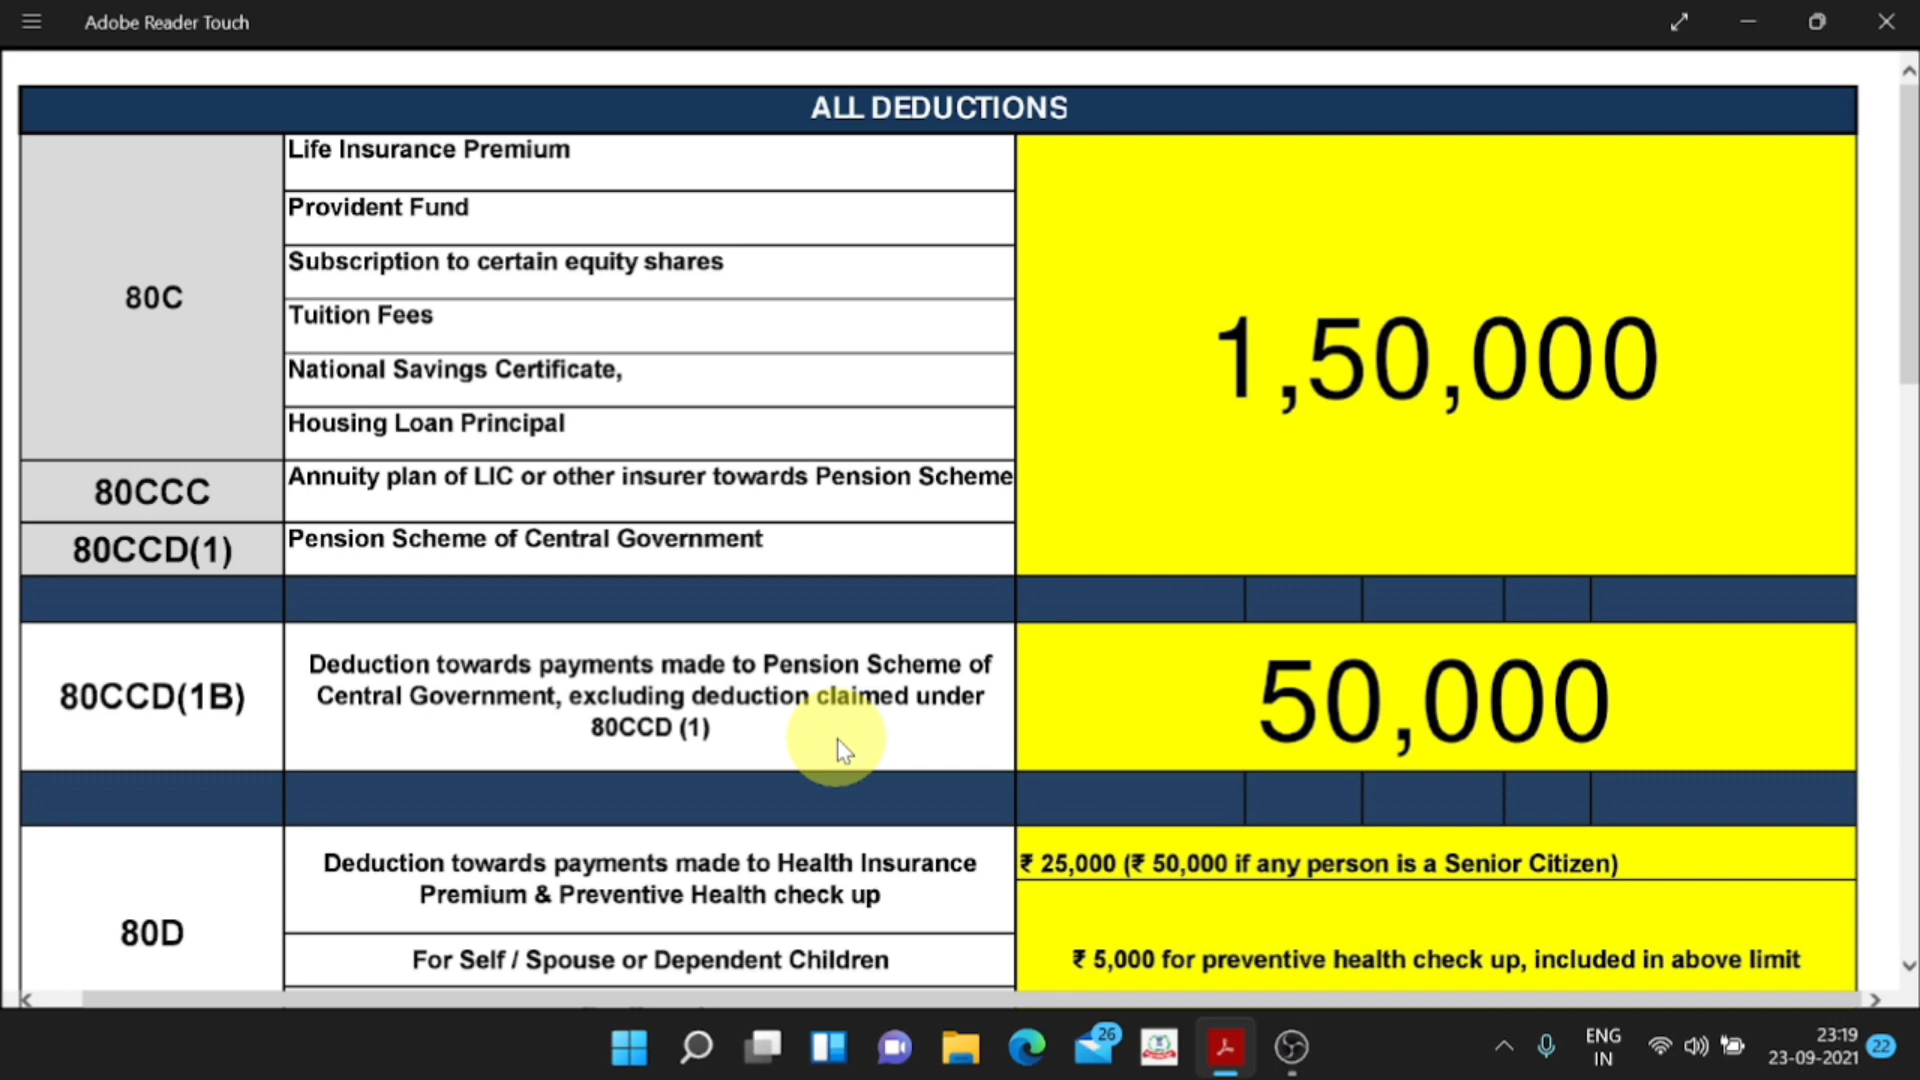 Adobe Reader Touch
ALL DEDUCTIONS
80C
Life Insurance Premium
Provident Fund
Subscription to certain equity shares
Tuition Fees
National Savings Certificate,
Housing Loan Principal
1,50,000
80CCC
Annuity plan of LIC or other insurer towards Pension Scheme
80CCD(1)
Pension Scheme of Central Government
80CCD(1B)
Deduction towards payments made to Pension Scheme of
Central Government, excluding deduction claimed under
80CCD (1)
50,000
80D
Deduction towards payments made to Health Insurance
Premium & Preventive Health check up
₹ 25,000 (₹ 50,000 if any person is a Senior Citizen)
For Self / Spouse or Dependent Children
₹ 5,000 for preventive health check up, included in above limit
26
ENG
IN
23:19
23-09-2021
22